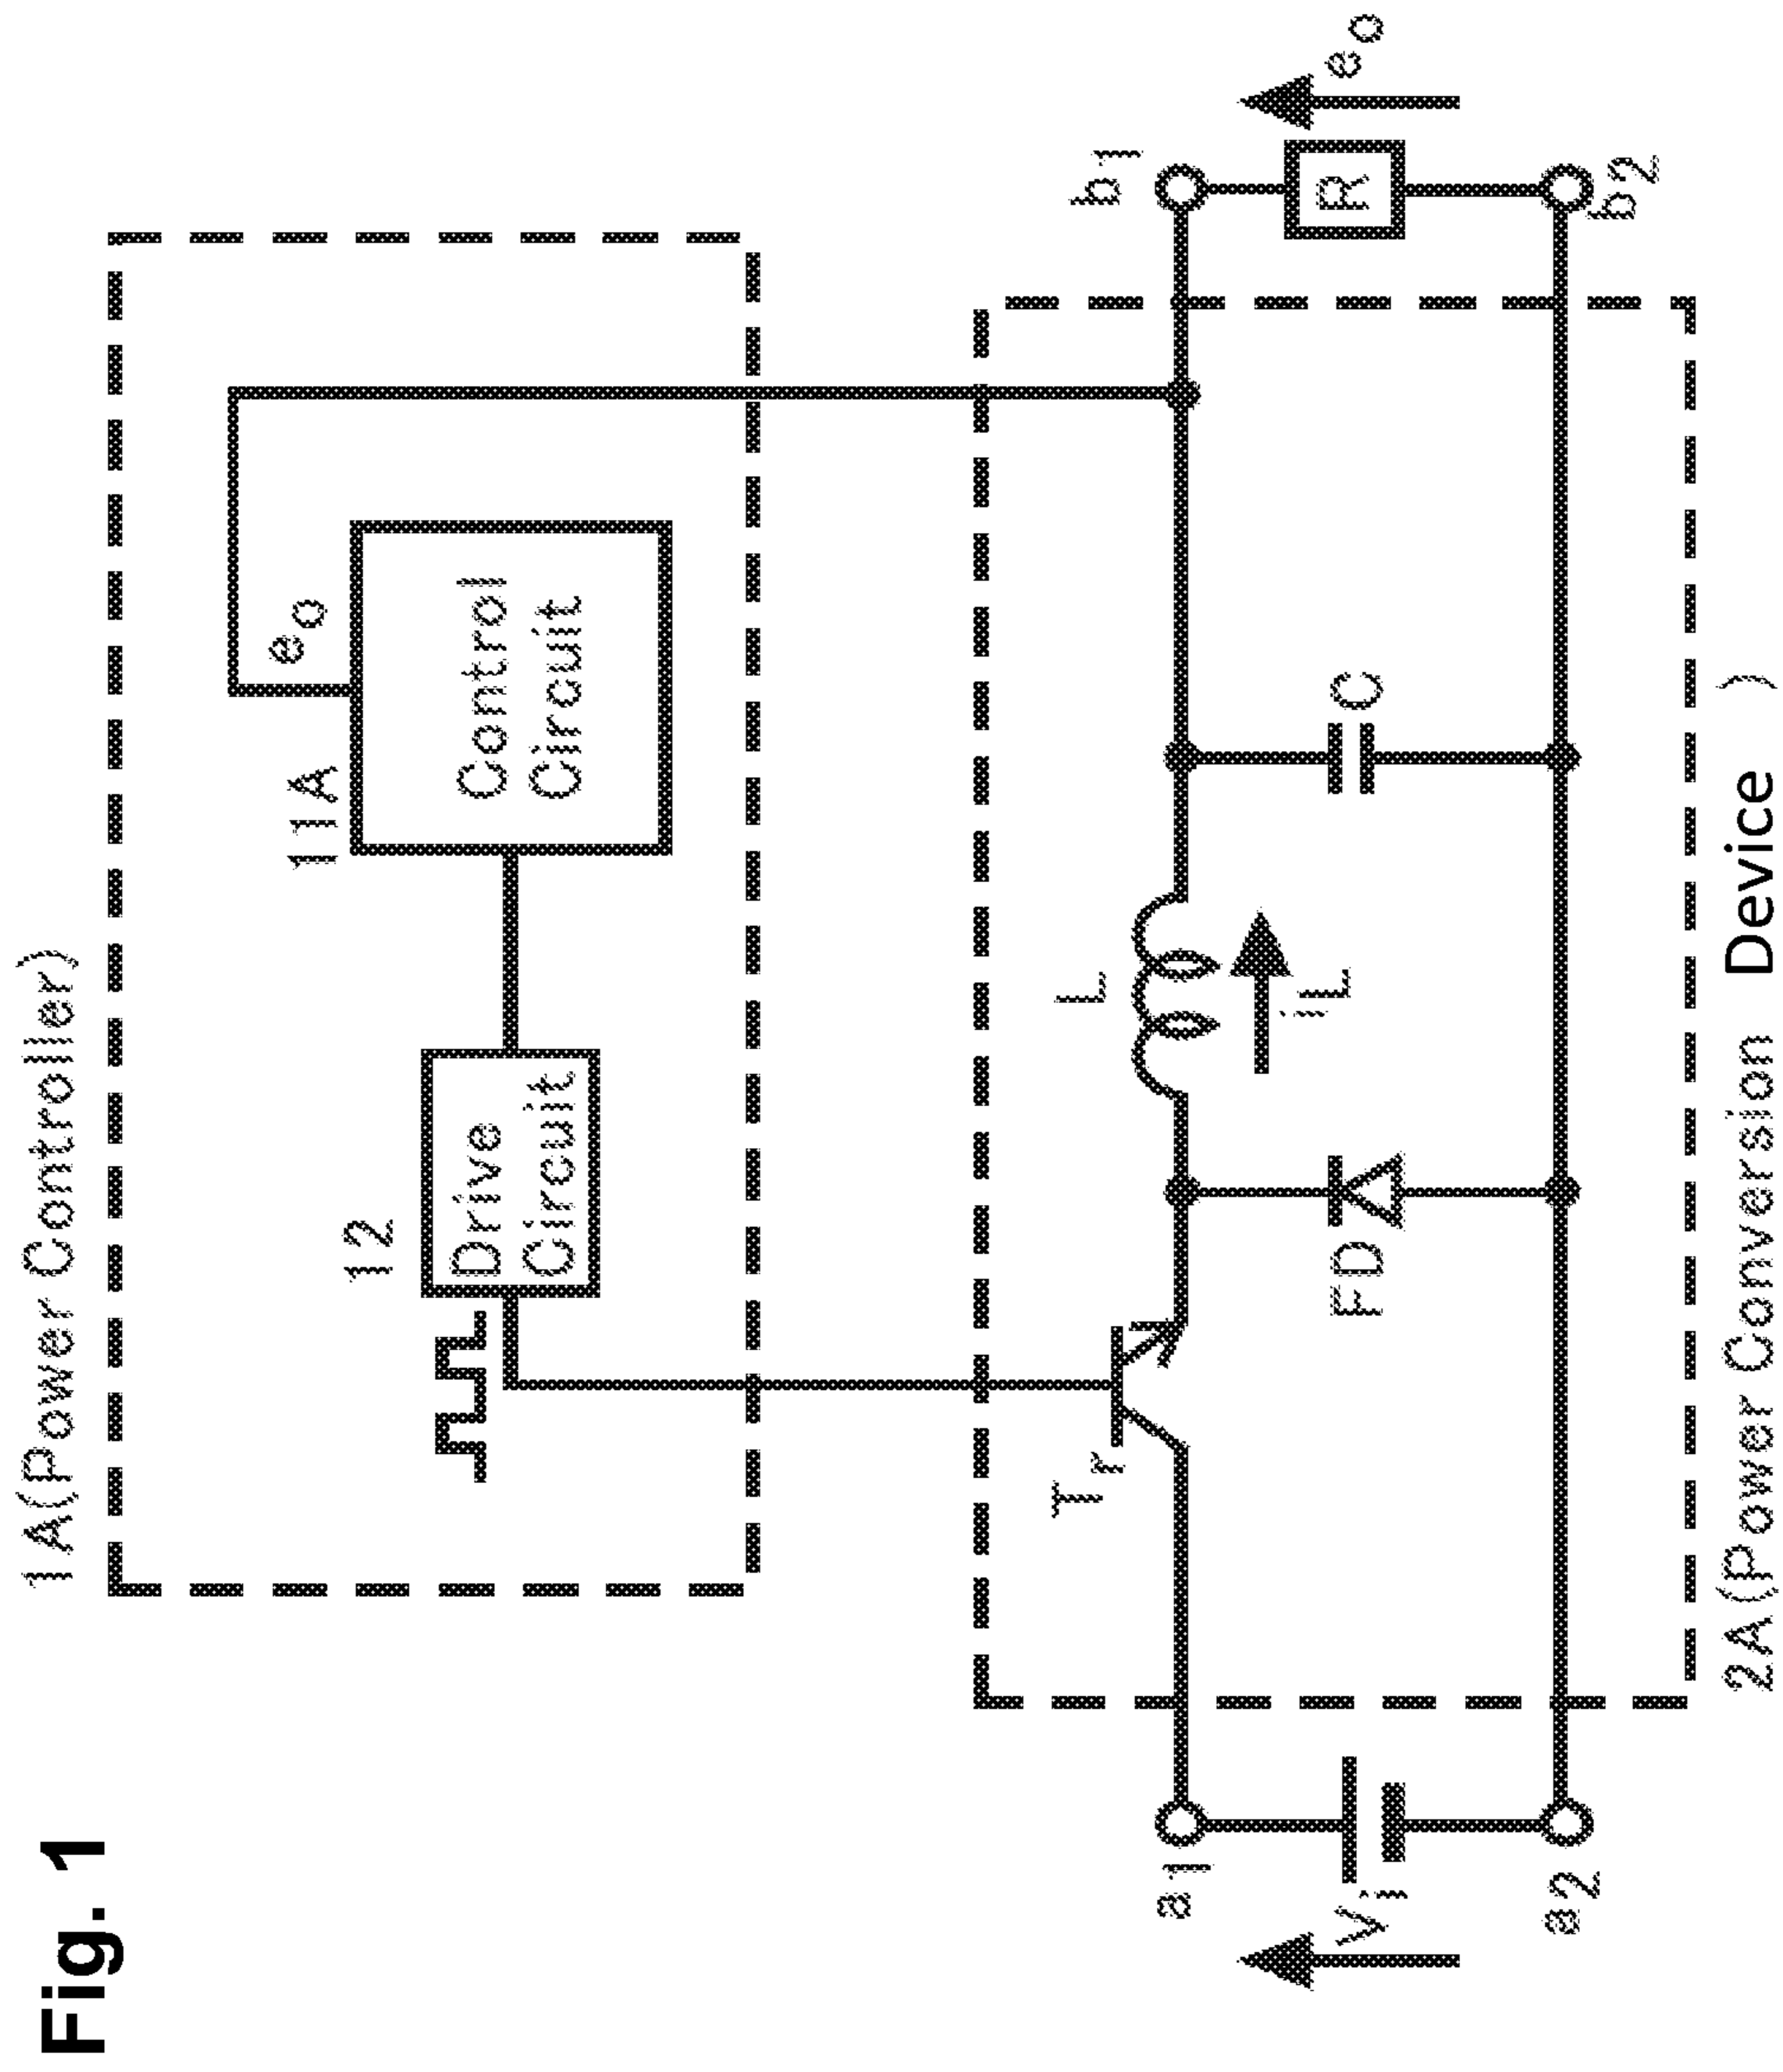 Fig. 1
1A(Power Controller)
12
Drive
Circuit
11A
eo
Control
Circuit
Tr
L
iL
FD
C
a1
Vi
a2
b1
R
eo
b2
2A(Power Conversion Device )